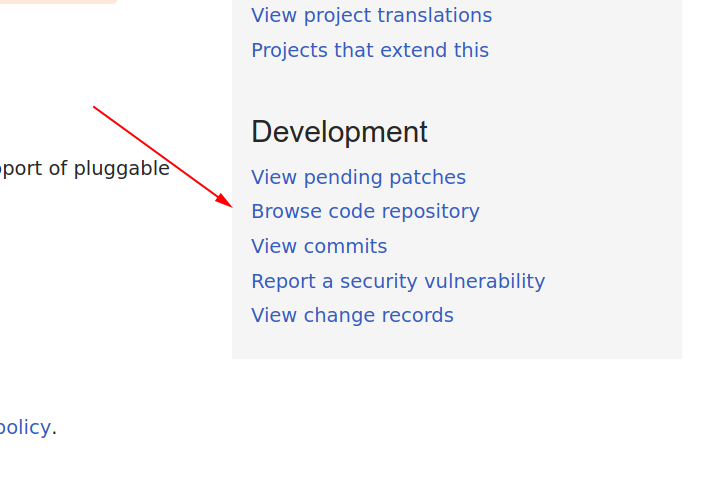 View project translations
Projects that extend this
Development
pport of pluggable
View pending patches
Browse code repository
View commits
Report a security vulnerability
View change records
policy.